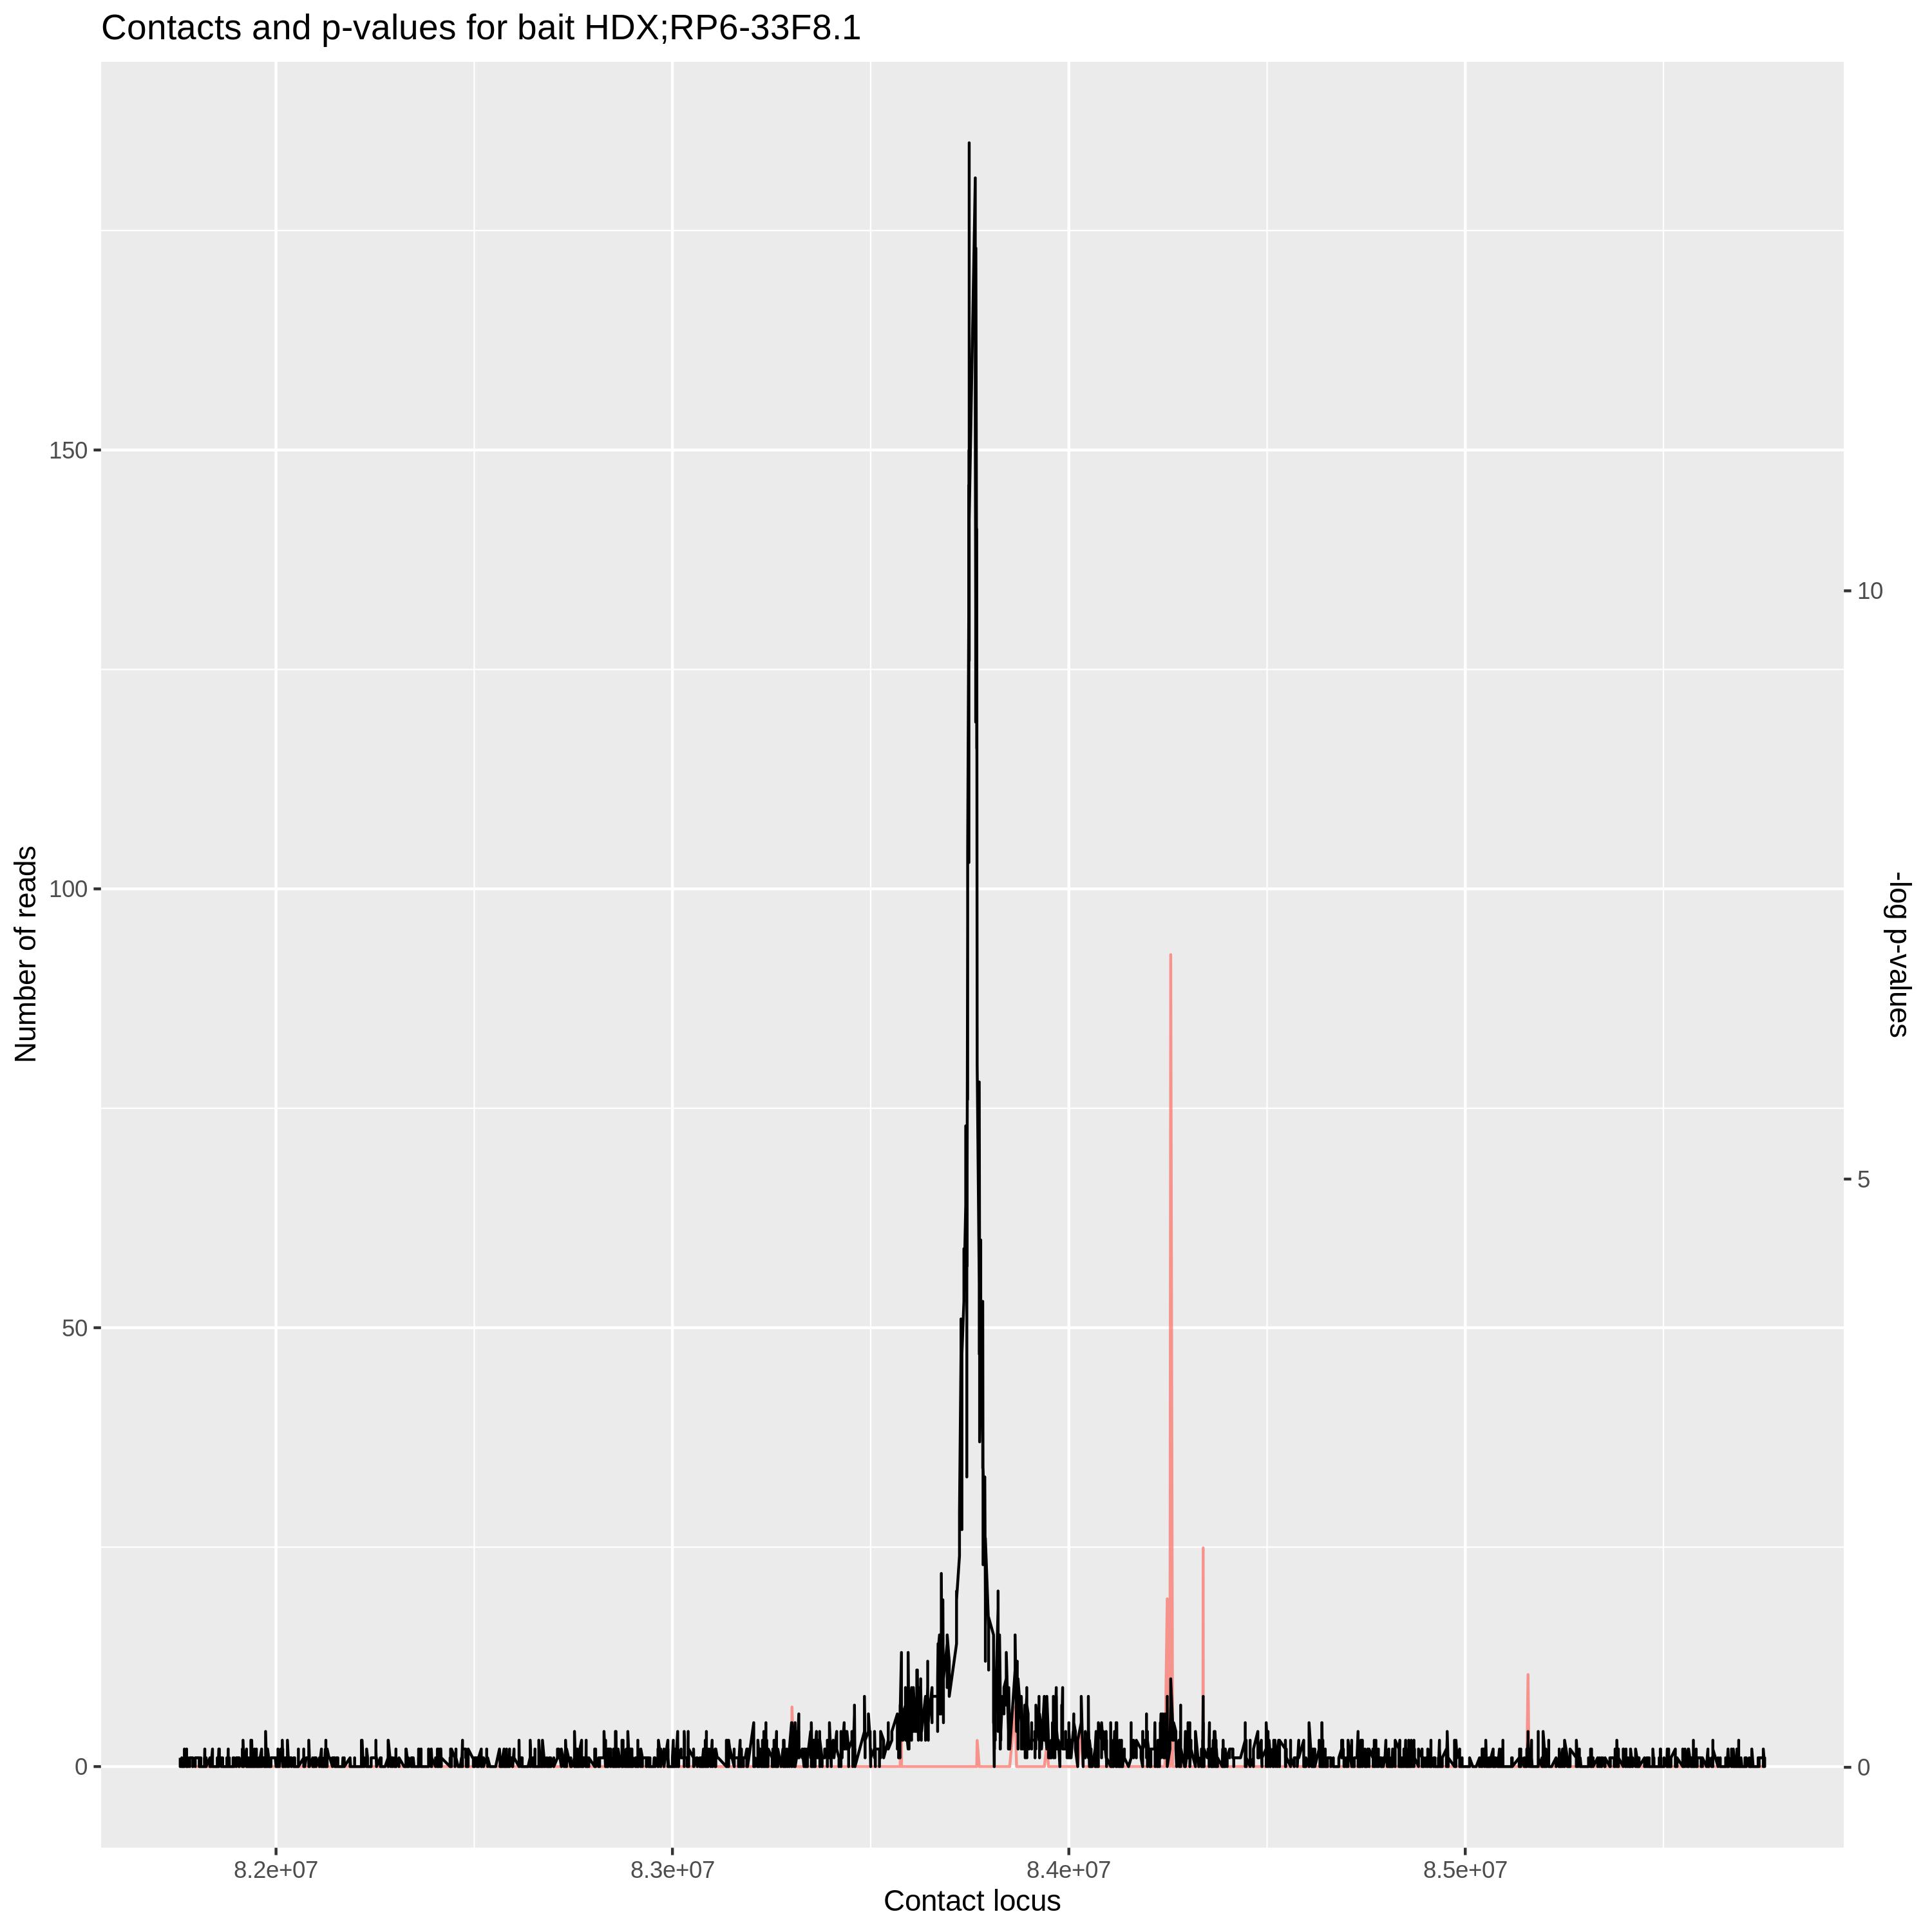 Contacts and p-values for bait HDX;RP6-33F8.1
150
100
50
0
Number of reads
10
5
0
-log p-values
8.2e+07
8.3e+07
8.4e+07
8.5e+07
Contact locus